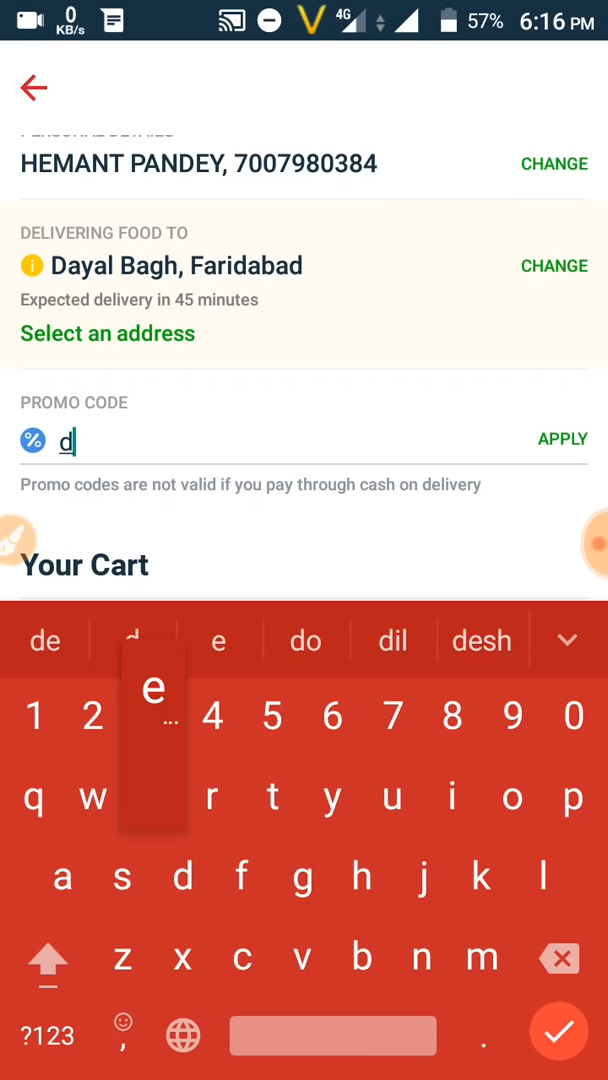 0 KB/s 4G 57% 6:16 PM
PERSONAL DETAILS
HEMANT PANDEY, 7007980384 CHANGE
DELIVERING FOOD TO
Dayal Bagh, Faridabad CHANGE
Expected delivery in 45 minutes
Select an address
PROMO CODE
% d APPLY
Promo codes are not valid if you pay through cash on delivery
Your Cart
de d e do dil desh
e ...
1 2 4 5 6 7 8 9 0
q w r t y u i o p
a s d f g h j k l
z x c v b n m
?123 , .